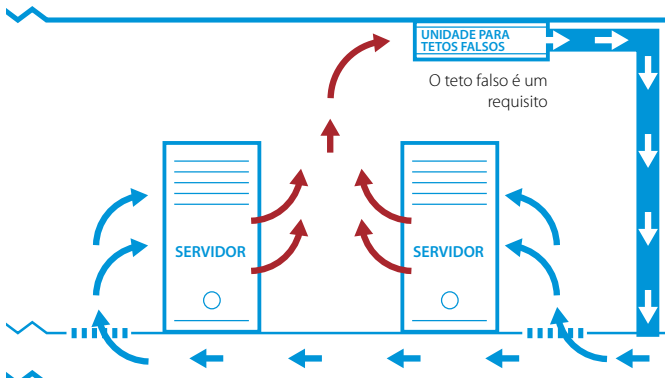 UNIDADE PARA
TETOS FALSOS
O teto falso é um
requisito
SERVIDOR
SERVIDOR